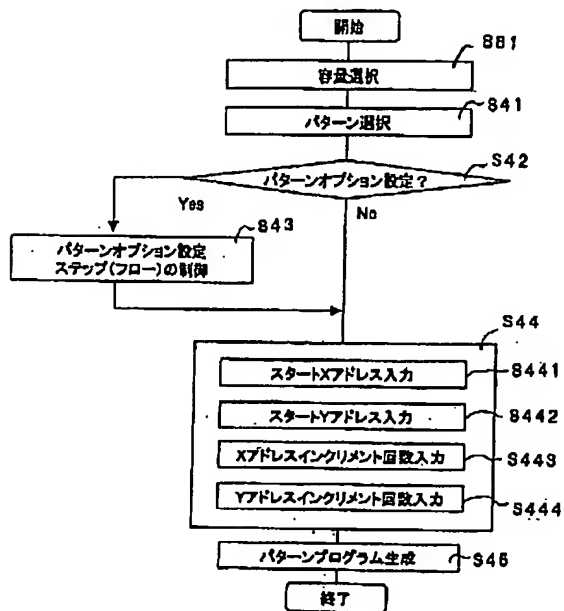 開始
S61
容量選択
S41
パターン選択
S42
パターンオプション設定?
Yes
No
S43
パターンオプション設定
ステップ(フロー)の制御
S44
スタートXアドレス入力
S441
スタートYアドレス入力
S442
Xアドレスインクリメント回数入力
S443
Yアドレスインクリメント回数入力
S444
パターンプログラム生成
S45
終了